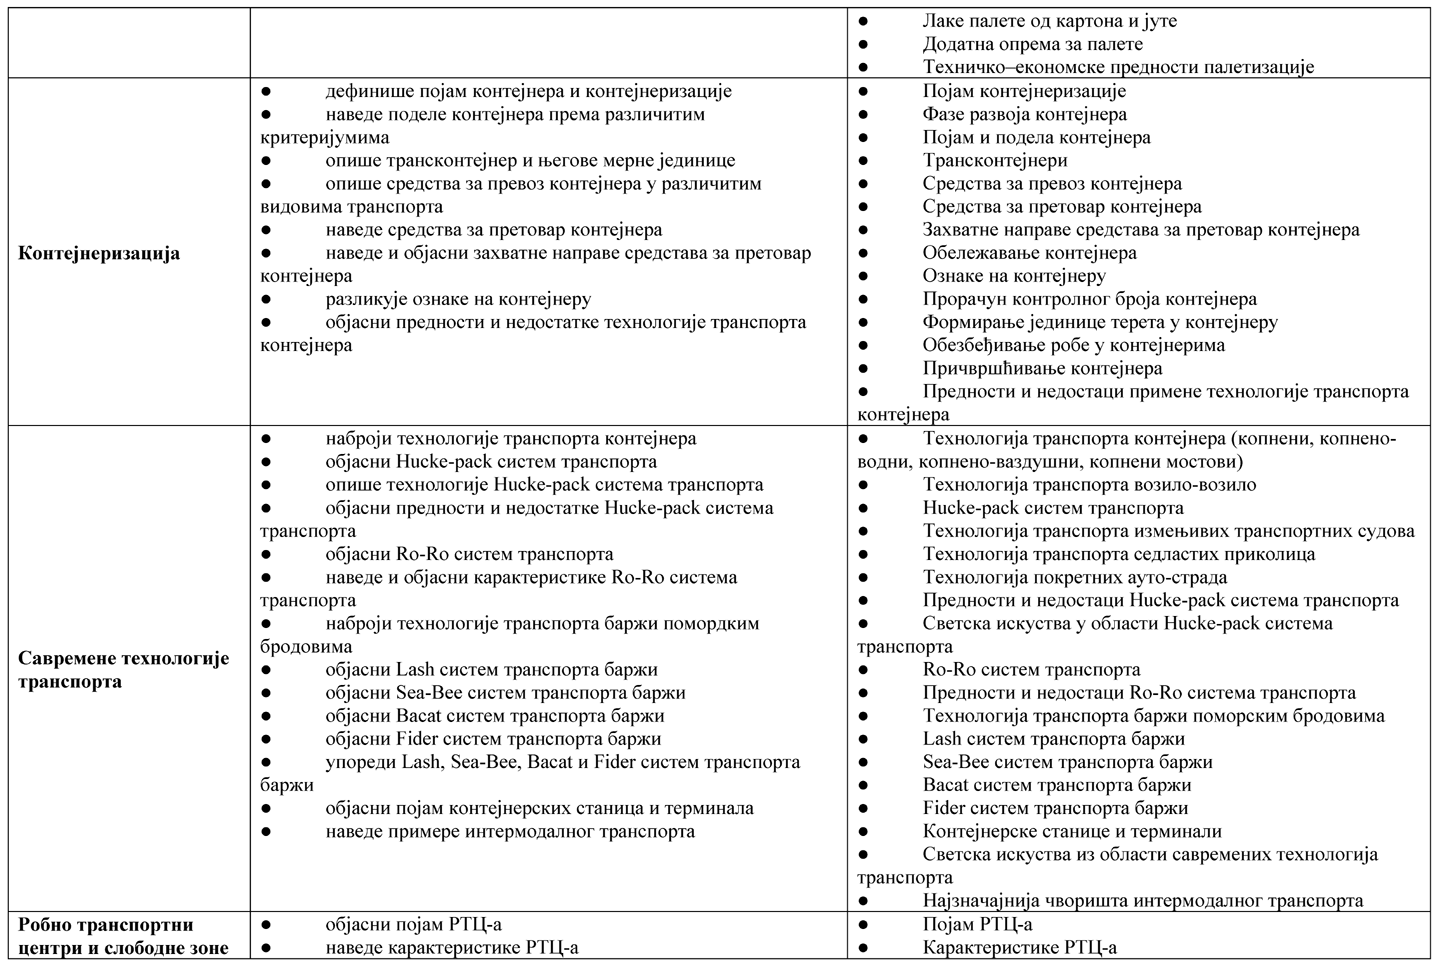 ● Лаке палете од картона и јуте
● Додатна опрема за палете
● Техничко–економске предности палетизације
Контејнеризација
● дефинише појам контејнера и контејнеризације
● наведе поделе контејнера према различитим
критеријумима
● опише трансконтејнер и његове мерне јединице
● опише средства за превоз контејнера у различитим
видовима транспорта
● наведе средства за претовар контејнера
● наведе и објасни захватне направе средстава за претовар
контејнера
● разликује ознаке на контејнеру
● објасни предности и недостатке технологије транспорта
контејнера
● Појам контејнеризације
● Фазе развоја контејнера
● Појам и подела контејнера
● Трансконтејнери
● Средства за превоз контејнера
● Средства за претовар контејнера
● Захватне направе средстава за претовар контејнера
● Обележавање контејнера
● Ознаке на контејнеру
● Прорачун контролног броја контејнера
● Формирање јединице терета у контејнеру
● Обезбеђивање робе у контејнерима
● Причвршћивање контејнера
● Предности и недостаци примене технологије транспорта
контејнера
Савремене технологије
транспорта
● наброји технологије транспорта контејнера
● објасни Hucke-pack систем транспорта
● опише технологије Hucke-pack система транспорта
● објасни предности и недостатке Hucke-pack система
транспорта
● објасни Ro-Ro систем транспорта
● наведе и објасни карактеристике Ro-Ro система
транспорта
● наброји технологије транспорта баржи помордким
бродовима
● објасни Lash систем транспорта баржи
● објасни Sea-Bee систем транспорта баржи
● објасни Bacat систем транспорта баржи
● објасни Fider систем транспорта баржи
● упореди Lash, Sea-Bee, Bacat и Fider систем транспорта
баржи
● објасни појам контејнерских станица и терминала
● наведе примере интермодалног транспорта
● Технологија транспорта контејнера (копнени, копнено-
водни, копнено-ваздушни, копнени мостови)
● Технологија транспорта возило-возило
● Hucke-pack систем транспорта
● Технологија транспорта измењивих транспортних судова
● Технологија транспорта седластих приколица
● Технологија покретних ауто-страда
● Предности и недостаци Hucke-pack система транспорта
● Светска искуства у области Hucke-pack система
транспорта
● Ro-Ro систем транспорта
● Предности и недостаци Ro-Ro система транспорта
● Технологија транспорта баржи поморским бродовима
● Lash систем транспорта баржи
● Sea-Bee систем транспорта баржи
● Bacat систем транспорта баржи
● Fider систем транспорта баржи
● Контејнерске станице и терминали
● Светска искуства из области савремених технологија
транспорта
● Најзначајнија чворишта интермодалног транспорта
Робно транспортни
центри и слободне зоне
● објасни појам РТЦ-а
● наведе карактеристике РТЦ-а
● Појам РТЦ-а
● Карактеристике РТЦ-а